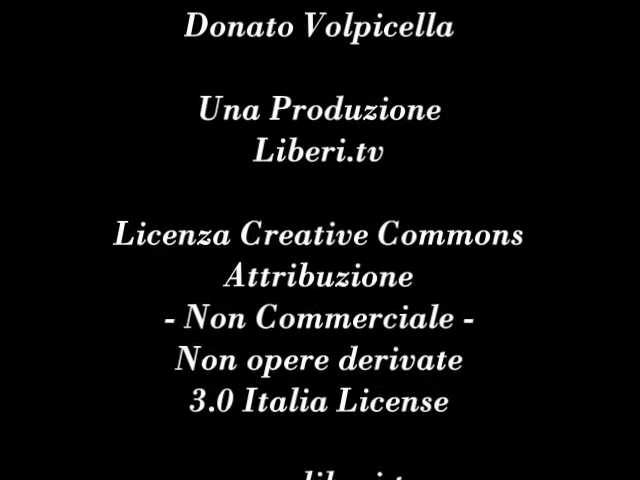 Donato Volpicella
Una Produzione
Liberi.tv
Licenza Creative Commons
Attribuzione
- Non Commerciale -
Non opere derivate
3.0 Italia License